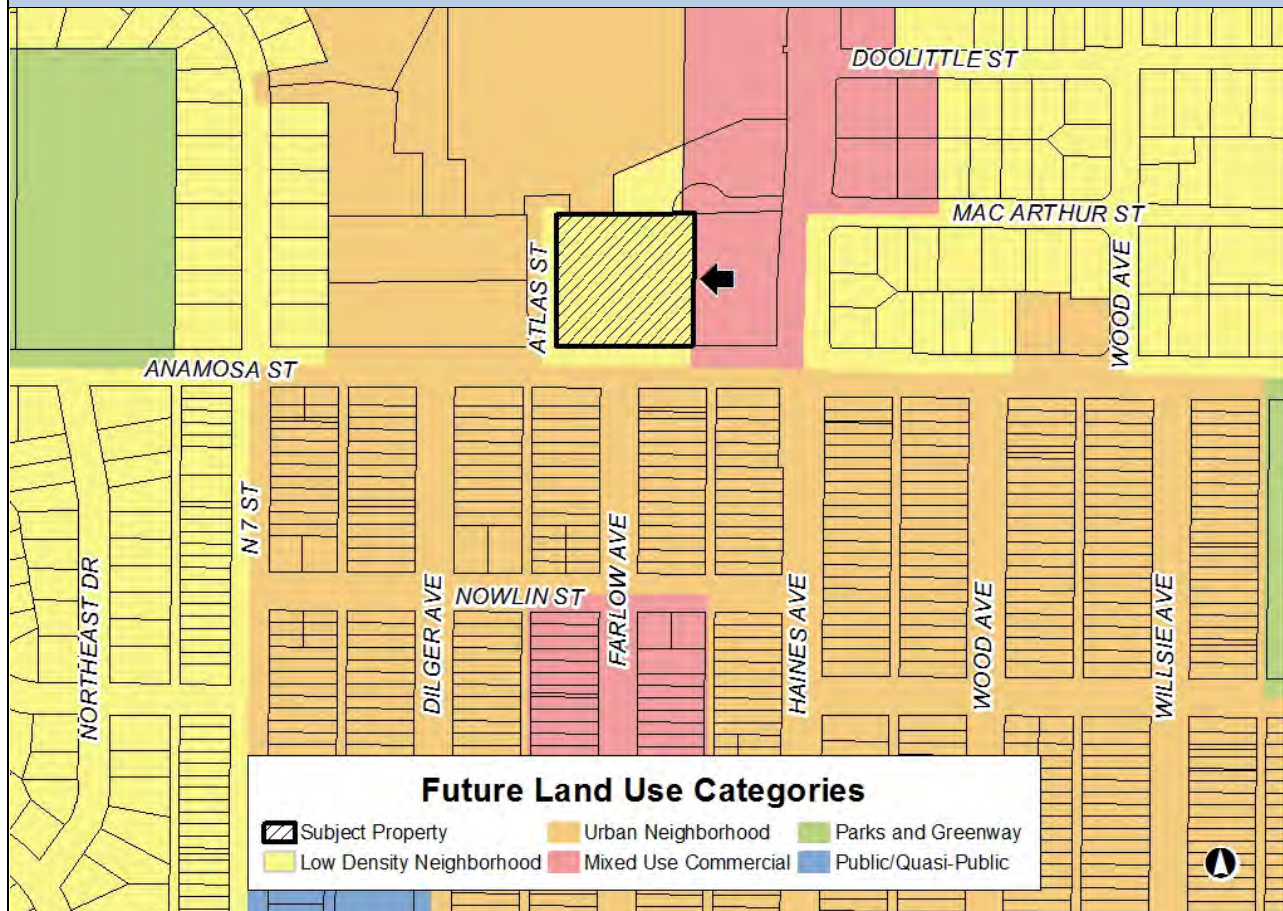 DOOLITTLE ST
MAC ARTHUR ST
WOOD AVE
ATLAS ST
ANAMOSA ST
N 7 ST
NORTHEAST DR
DILGER AVE
NOWLIN ST
FARLOW AVE
HAINES AVE
WOOD AVE
WILLSIE AVE
Future Land Use Categories
Subject Property Urban Neighborhood Parks and Greenway
Low Density Neighborhood Mixed Use Commercial Public/Quasi-Public